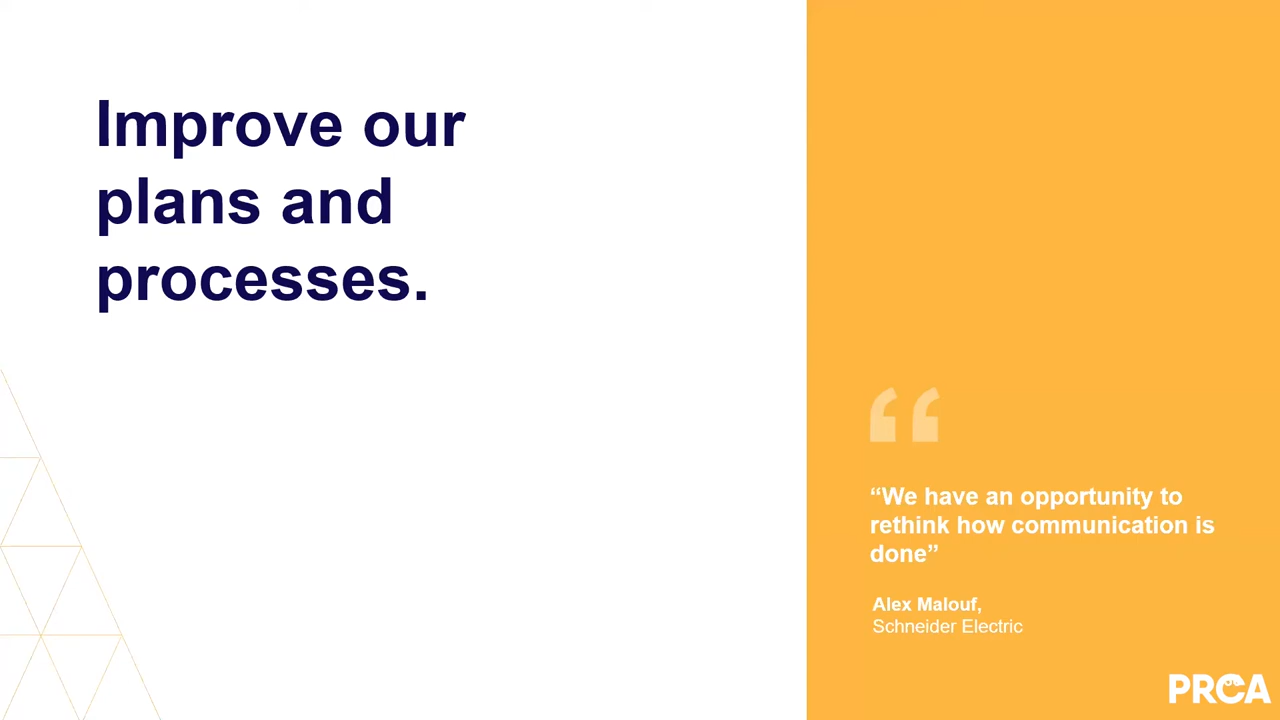 Improve our
plans and
processes.
“We have an opportunity to
rethink how communication is
done”
Alex Malouf,
Schneider Electric
PRCA